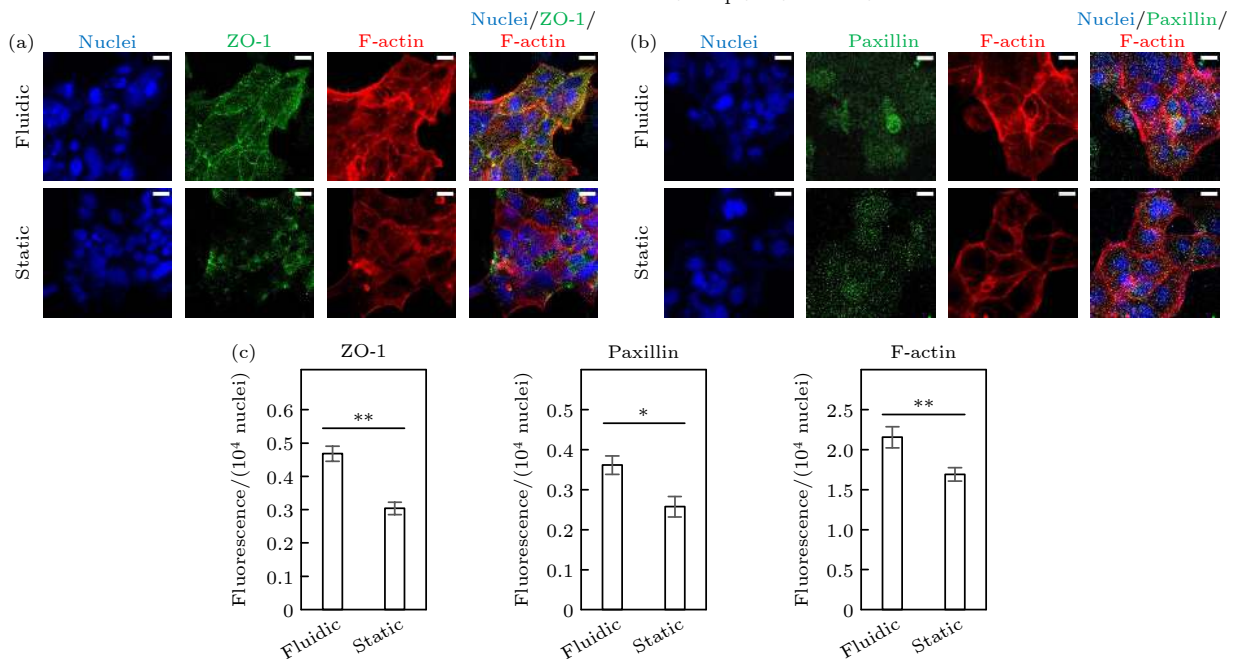 (a)
Nuclei
ZO-1
F-actin
Nuclei/ZO-1/
F-actin
Fluidic
Static
(b)
Nuclei
Paxillin
F-actin
Nuclei/Paxillin/
F-actin
Fluidic
Static
(c)
ZO-1
Fluorescence/(10⁴ nuclei)
0.6
0.5
0.4
0.3
0.2
0.1
0
**
Fluidic
Static
Paxillin
Fluorescence/(10⁴ nuclei)
0.5
0.4
0.3
0.2
0.1
0
*
Fluidic
Static
F-actin
Fluorescence/(10⁴ nuclei)
2.5
2.0
1.5
1.0
0.5
0
**
Fluidic
Static